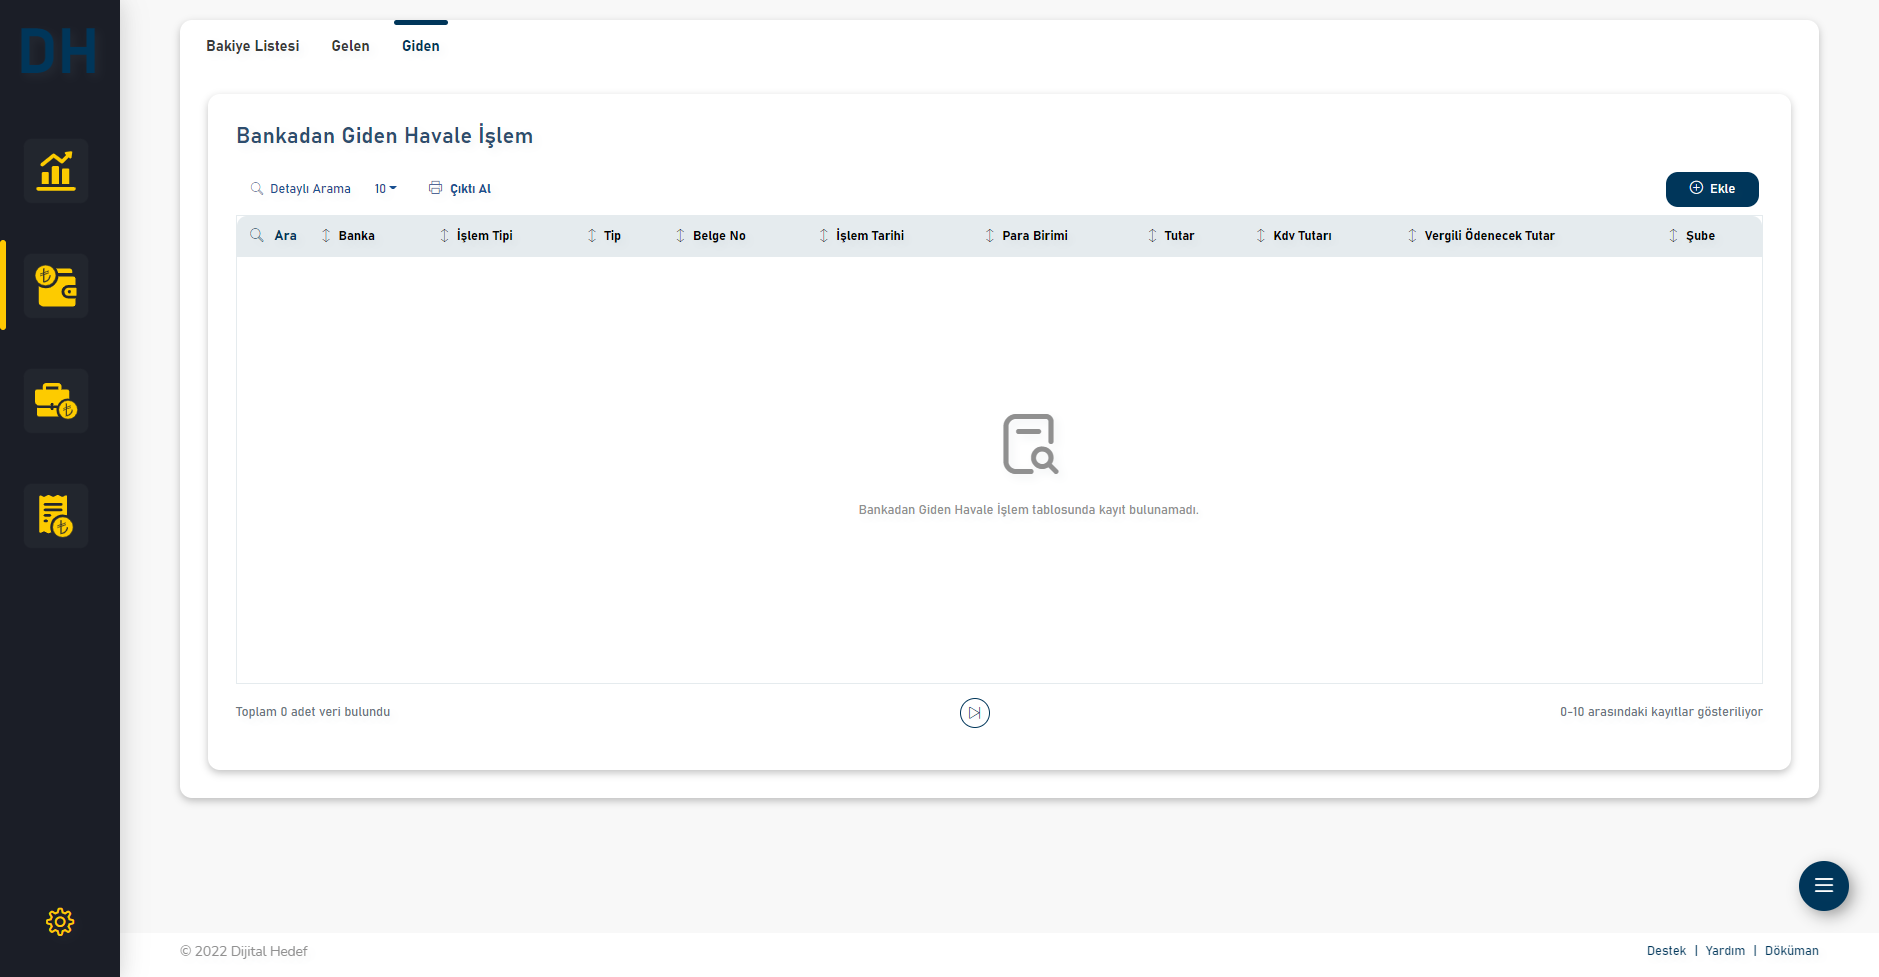 DH
Bakiye Listesi Gelen Giden
Bankadan Giden Havale İşlem
Detaylı Arama 10 Çıktı Al Ekle
Ara Banka İşlem Tipi Tip Belge No İşlem Tarihi Para Birimi Tutar Kdv Tutarı Vergili Ödenecek Tutar Şube
Bankadan Giden Havale İşlem tablosunda kayıt bulunamadı.
Toplam 0 adet veri bulundu 0-10 arasındaki kayıtlar gösteriliyor
© 2022 Dijital Hedef Destek | Yardım | Döküman